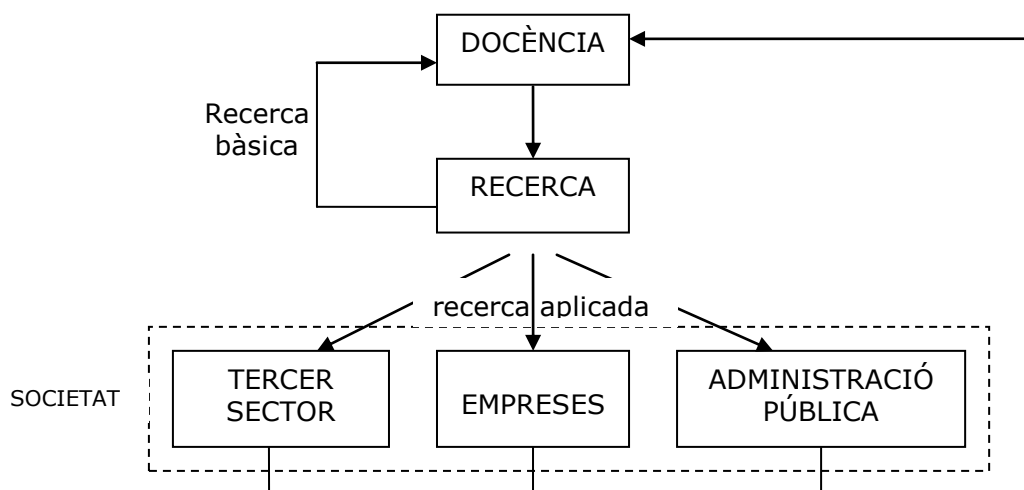 DOCÈNCIA
Recerca
bàsica
RECERCA
recerca aplicada
SOCIETAT
TERCER
SECTOR
EMPRESES
ADMINISTRACIÓ
PÚBLICA